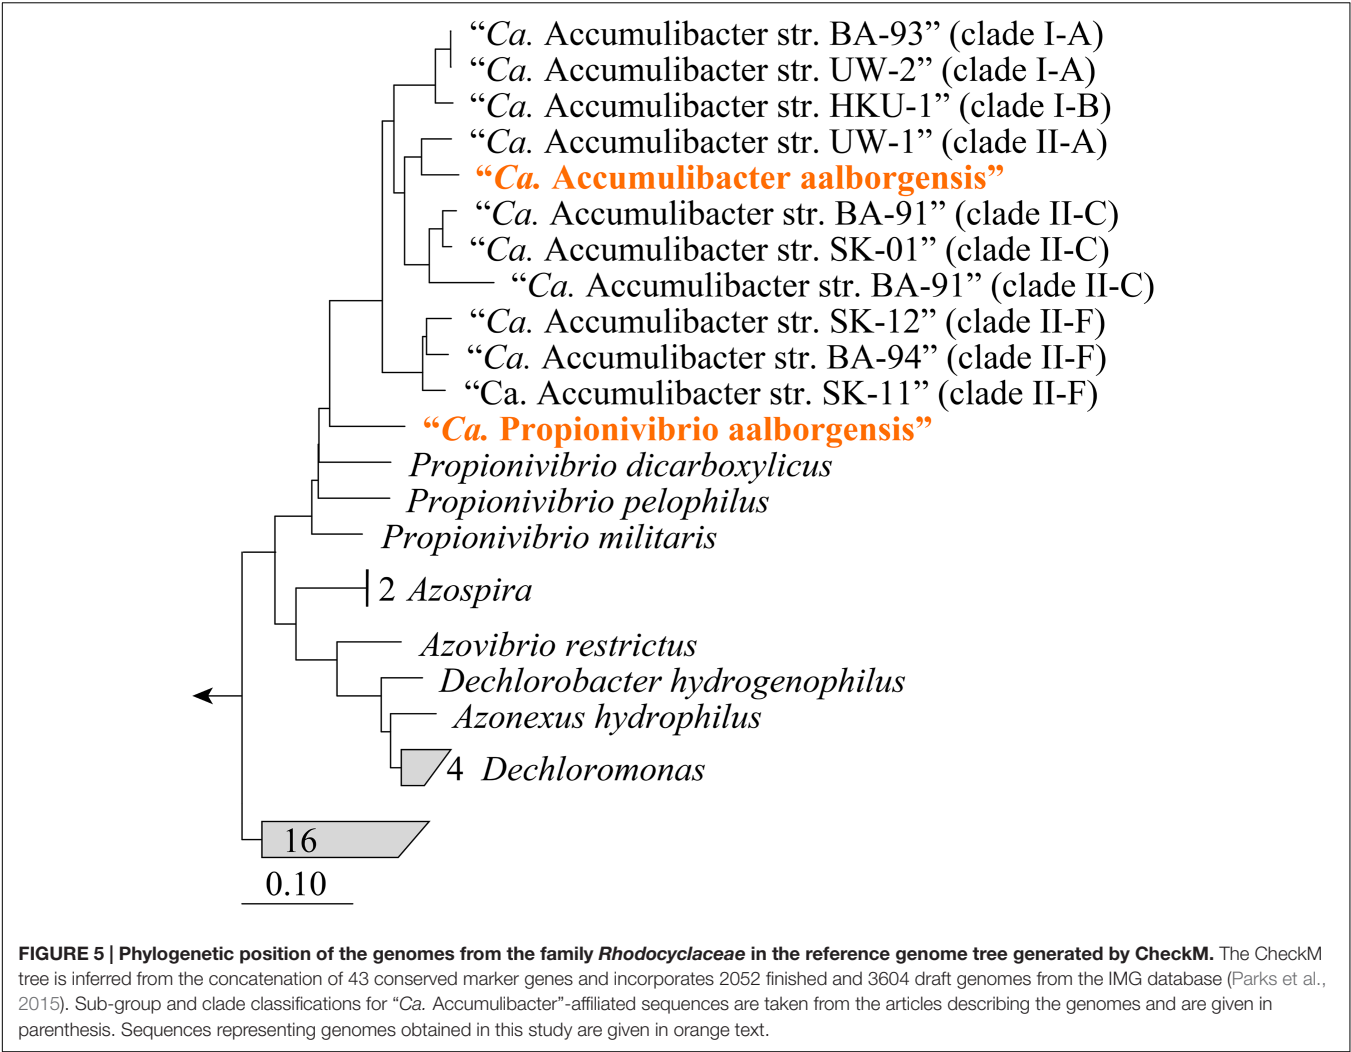 “Ca. Accumulibacter str. BA-93” (clade I-A)
“Ca. Accumulibacter str. UW-2” (clade I-A)
“Ca. Accumulibacter str. HKU-1” (clade I-B)
“Ca. Accumulibacter str. UW-1” (clade II-A)
“Ca. Accumulibacter aalborgensis”
“Ca. Accumulibacter str. BA-91” (clade II-C)
“Ca. Accumulibacter str. SK-01” (clade II-C)
“Ca. Accumulibacter str. BA-91” (clade II-C)
“Ca. Accumulibacter str. SK-12” (clade II-F)
“Ca. Accumulibacter str. BA-94” (clade II-F)
“Ca. Accumulibacter str. SK-11” (clade II-F)
“Ca. Propionivibrio aalborgensis”
Propionivibrio dicarboxylicus
Propionivibrio pelophilus
Propionivibrio militaris
2 Azospira
Azovibrio restrictus
Dechlorobacter hydrogenophilus
Azonexus hydrophilus
4 Dechloromonas
16
0.10
FIGURE 5 | Phylogenetic position of the genomes from the family Rhodocyclaceae in the reference genome tree generated by CheckM. The CheckM
tree is inferred from the concatenation of 43 conserved marker genes and incorporates 2052 finished and 3604 draft genomes from the IMG database (Parks et al.,
2015). Sub-group and clade classifications for “Ca. Accumulibacter”-affiliated sequences are taken from the articles describing the genomes and are given in
parenthesis. Sequences representing genomes obtained in this study are given in orange text.